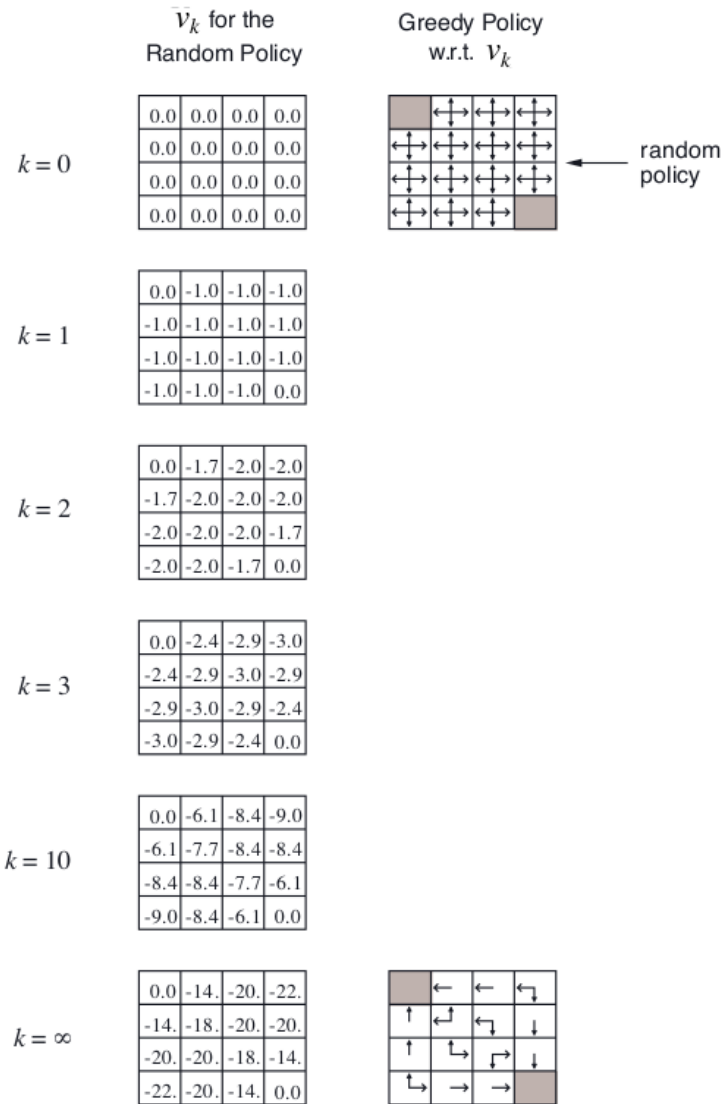 v_k for the
Random Policy
Greedy Policy
w.r.t. v_k
k = 0
0.0 0.0 0.0 0.0
0.0 0.0 0.0 0.0
0.0 0.0 0.0 0.0
0.0 0.0 0.0 0.0
random
policy
k = 1
0.0 -1.0 -1.0 -1.0
-1.0 -1.0 -1.0 -1.0
-1.0 -1.0 -1.0 -1.0
-1.0 -1.0 -1.0 0.0
k = 2
0.0 -1.7 -2.0 -2.0
-1.7 -2.0 -2.0 -2.0
-2.0 -2.0 -2.0 -1.7
-2.0 -2.0 -1.7 0.0
k = 3
0.0 -2.4 -2.9 -3.0
-2.4 -2.9 -3.0 -2.9
-2.9 -3.0 -2.9 -2.4
-3.0 -2.9 -2.4 0.0
k = 10
0.0 -6.1 -8.4 -9.0
-6.1 -7.7 -8.4 -8.4
-8.4 -8.4 -7.7 -6.1
-9.0 -8.4 -6.1 0.0
k = ∞
0.0 -14. -20. -22.
-14. -18. -20. -20.
-20. -20. -18. -14.
-22. -20. -14. 0.0